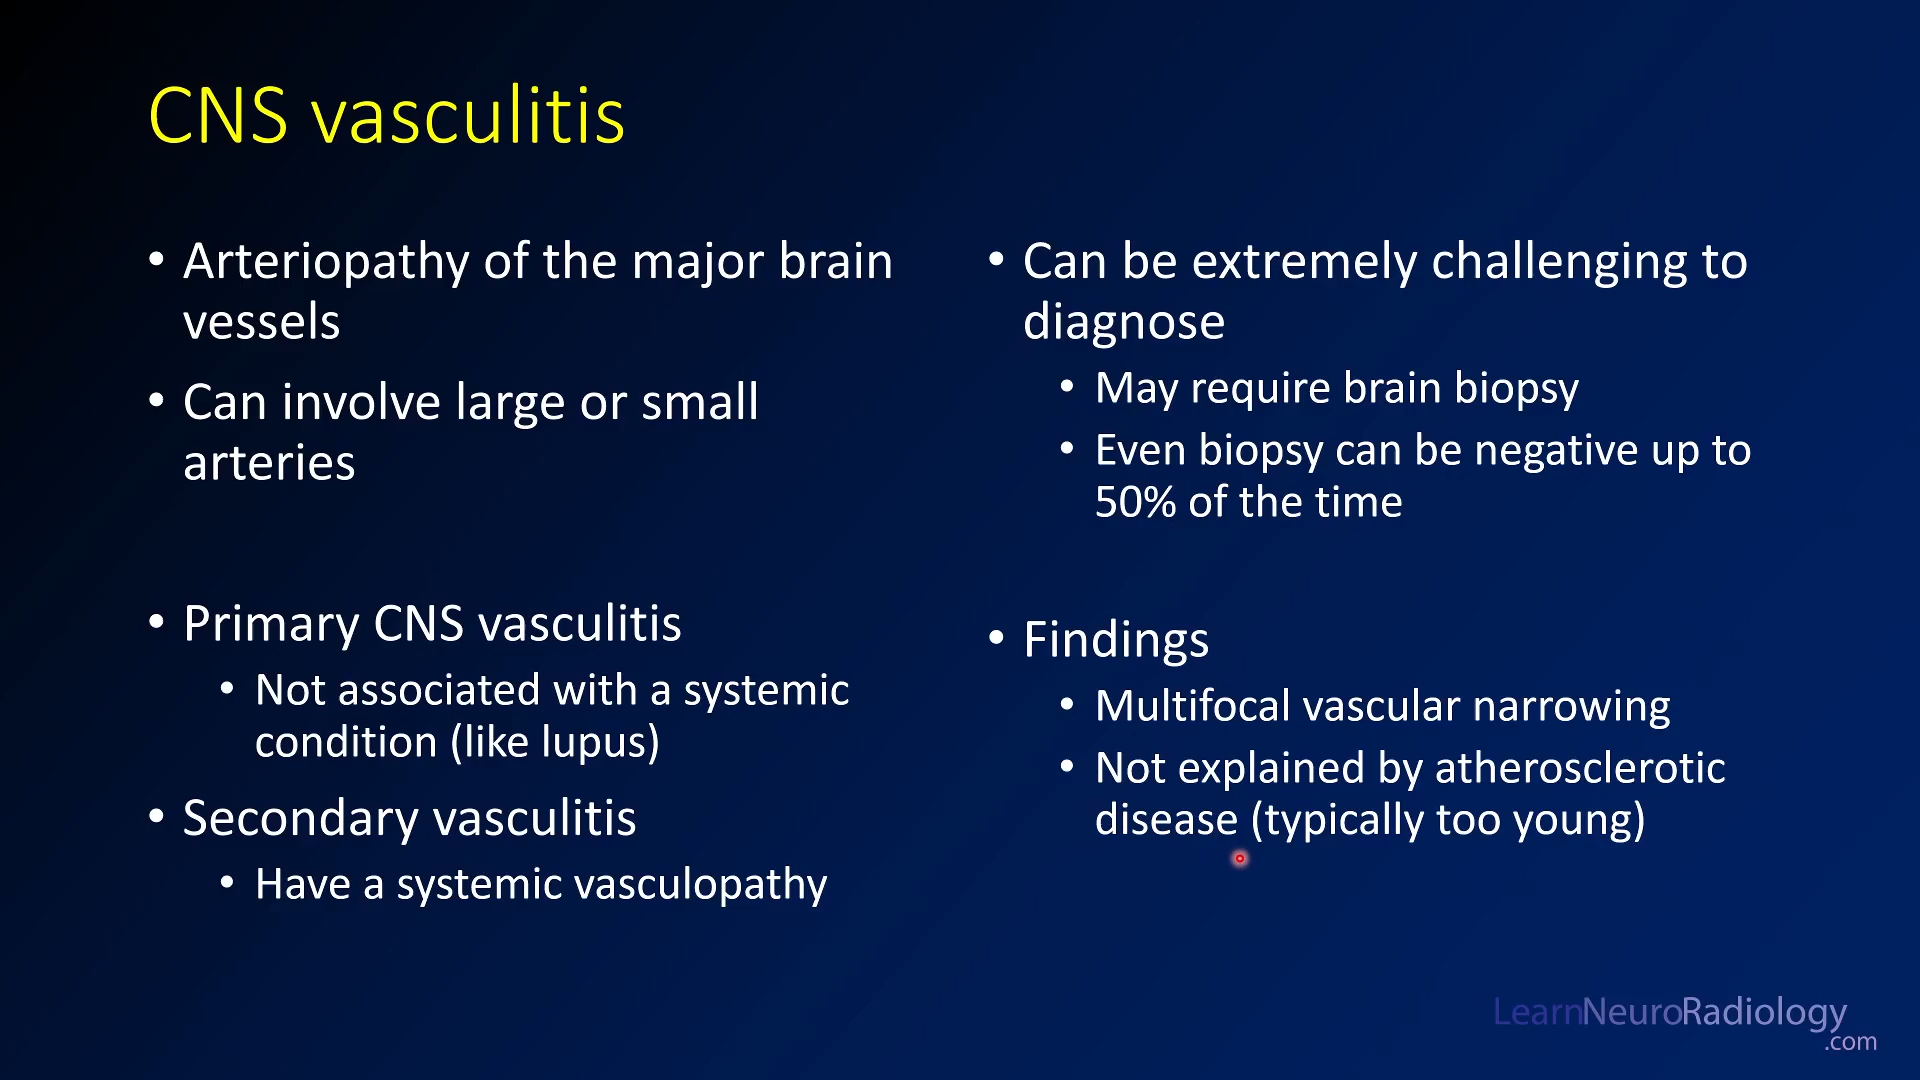 CNS vasculitis
• Arteriopathy of the major brain
vessels
• Can involve large or small
arteries
• Primary CNS vasculitis
• Not associated with a systemic
condition (like lupus)
• Secondary vasculitis
• Have a systemic vasculopathy
• Can be extremely challenging to
diagnose
• May require brain biopsy
• Even biopsy can be negative up to
50% of the time
• Findings
• Multifocal vascular narrowing
• Not explained by atherosclerotic
disease (typically too young)
LearnNeuroRadiology
.com